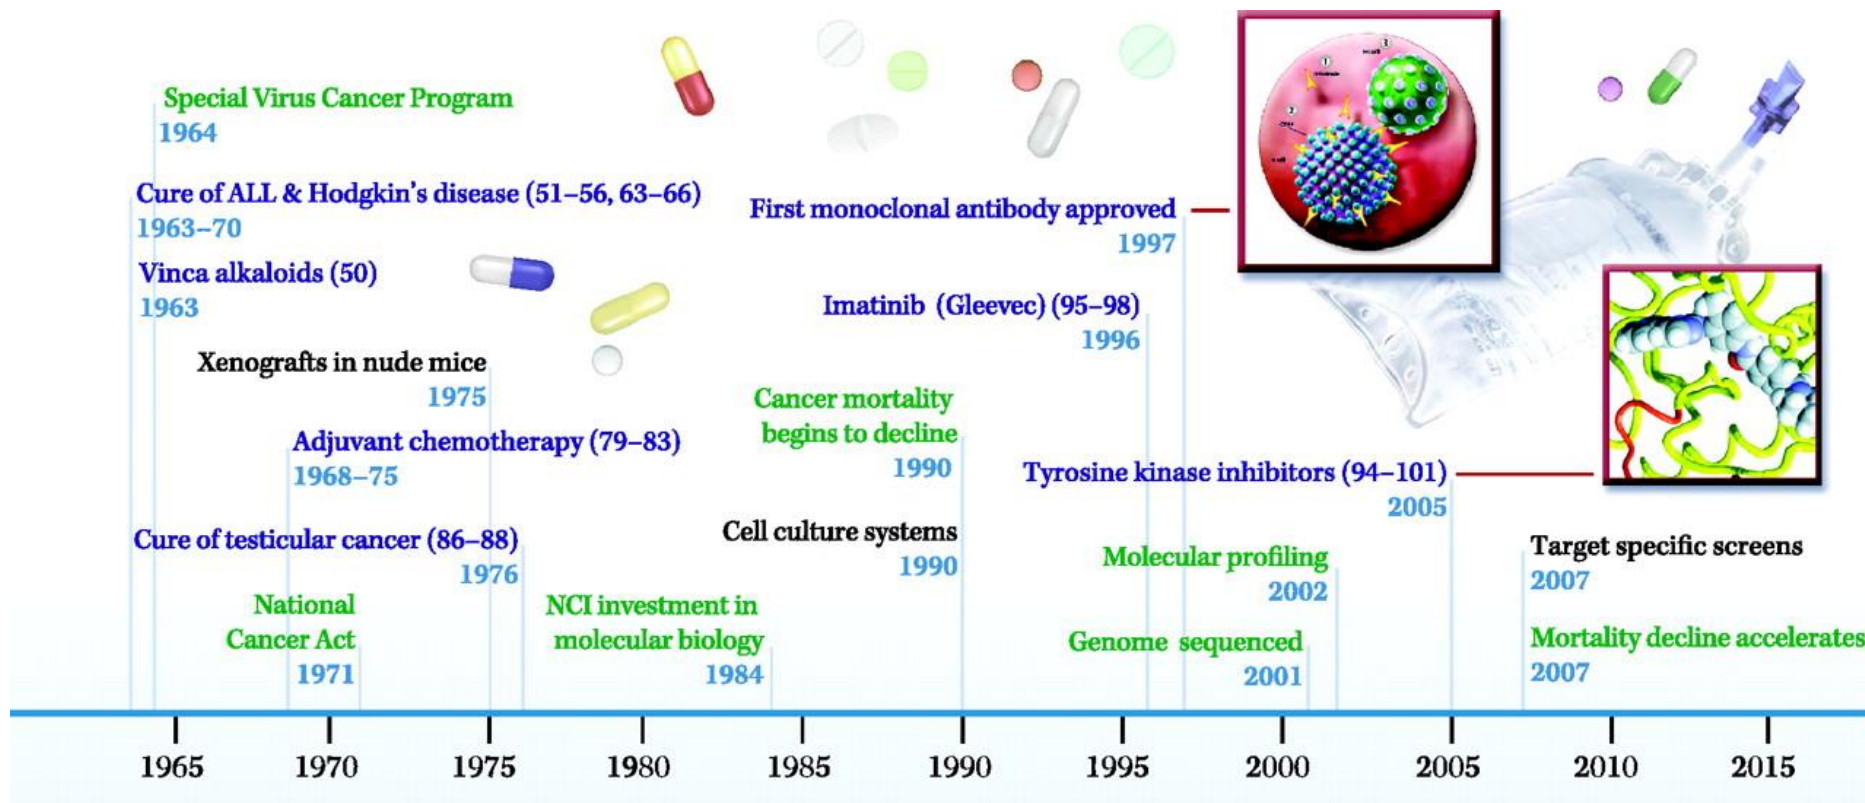 Special Virus Cancer Program
1964
Cure of ALL & Hodgkin's disease (51–56, 63–66)
1963–70
Vinca alkaloids (50)
1963
Xenografts in nude mice
1975
Adjuvant chemotherapy (79–83)
1968–75
Cure of testicular cancer (86–88)
1976
National
Cancer Act
1971
NCI investment in
molecular biology
1984
First monoclonal antibody approved
1997
Imatinib (Gleevec) (95–98)
1996
Cancer mortality
begins to decline
1990
Cell culture systems
1990
Tyrosine kinase inhibitors (94–101)
2005
Molecular profiling
2002
Genome sequenced
2001
Target specific screens
2007
Mortality decline accelerates
2007
1965 1970 1975 1980 1985 1990 1995 2000 2005 2010 2015